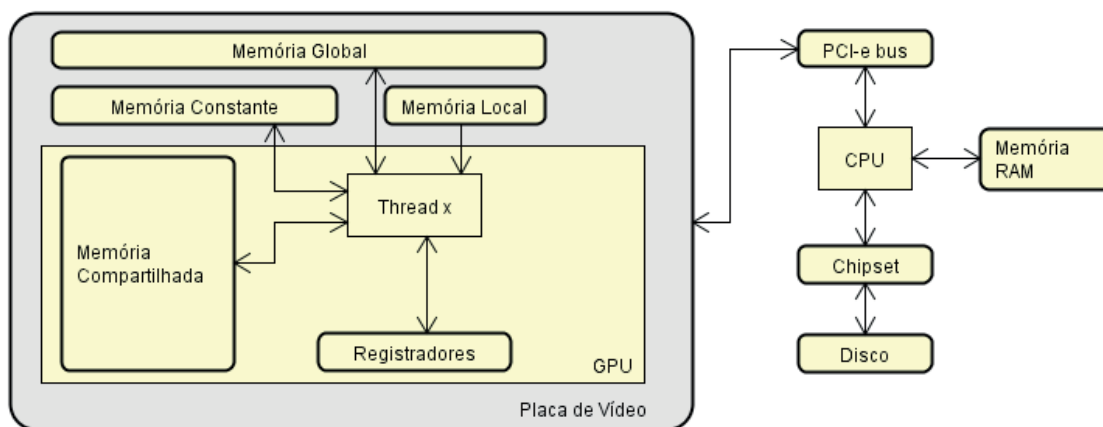 Memória Global
Memória Constante
Memória Local
Thread x
Memória
Compartilhada
Registradores
GPU
Placa de Vídeo
PCI-e bus
CPU
Memória
RAM
Chipset
Disco